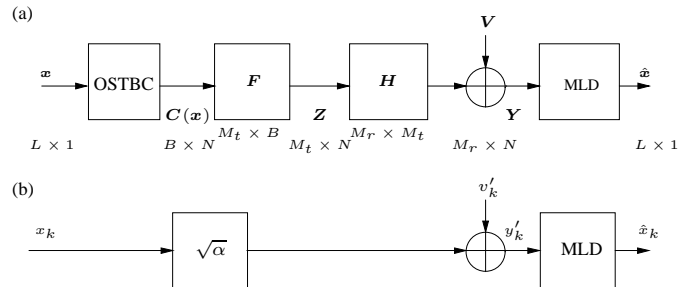 (a)
V
x OSTBC F H MLD x̂
C(x) Z Y
L × 1 B × N M_t × B M_t × N M_r × M_t M_r × N L × 1
(b)
v′_k
x_k √α y′_k MLD x̂_k